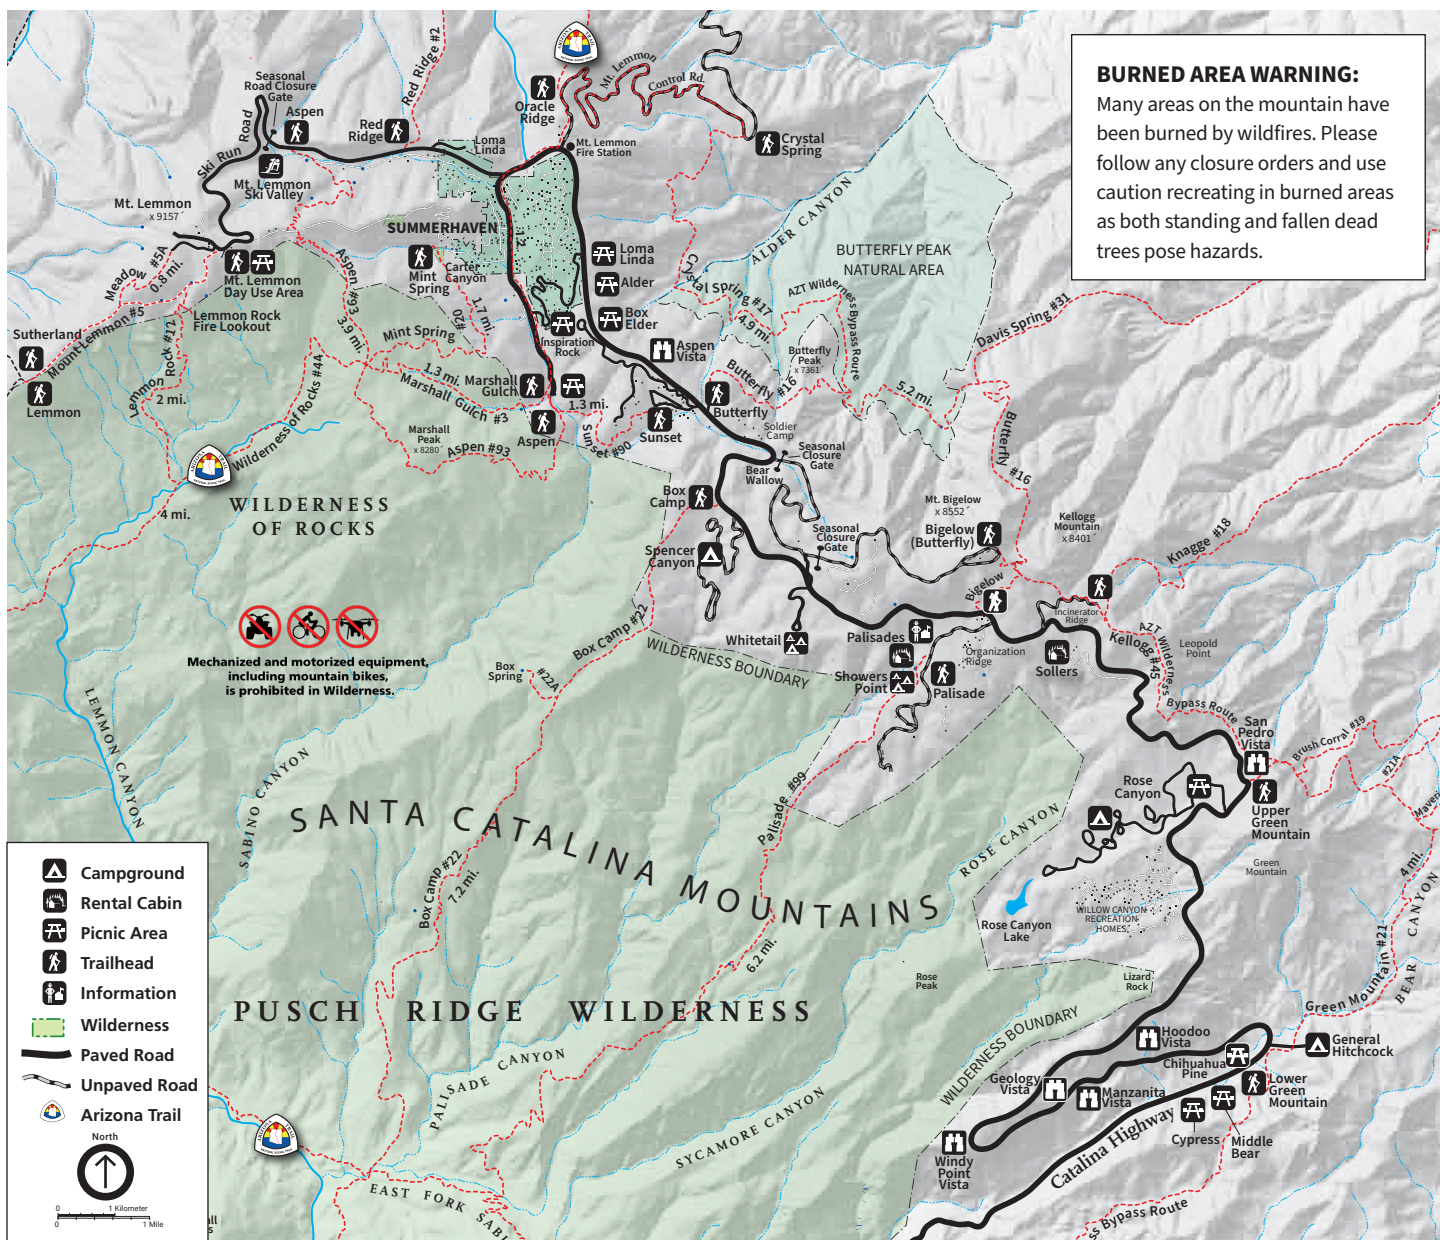 BURNED AREA WARNING:
Many areas on the mountain have
been burned by wildfires. Please
follow any closure orders and use
caution recreating in burned areas
as both standing and fallen dead
trees pose hazards.
Seasonal
Road Closure
Gate
Aspen
Red
Ridge
Red Ridge #2
Oracle
Ridge
Mt. Lemmon
Control Rd.
Crystal
Spring
Loma
Linda
Mt. Lemmon
Fire Station
Ski Run Road
Mt. Lemmon
Ski Valley
Mt. Lemmon
x 9157´
SUMMERHAVEN
Meadow #5A
0.8 mi.
Mt. Lemmon
Day Use Area
Aspen #93
3.9 mi.
Mint
Spring
Carter
Canyon
1.7 mi.
#20
Loma
Linda
Alder
Box
Elder
Inspiration
Rock
Aspen
Vista
ALDER CANYON
BUTTERFLY PEAK
NATURAL AREA
Crystal Spring #17
4.9 mi.
AZT Wilderness
Bypass Route
Butterfly
Peak
x 7361´
Davis Spring #31
Sutherland
Mount Lemmon #5
Lemmon Rock
Fire Lookout
Lemmon
Lemmon Rock #12
2 mi.
Mint Spring
1.3 mi.
Marshall Gulch #3
Marshall
Gulch
1.3 mi.
Butterfly #16
Butterfly
5.2 mi.
Wilderness of Rocks #44
Marshall
Peak
x 8280´
Aspen #93
Aspen
Sunset #90
Sunset
Soldier
Camp
Seasonal
Closure
Gate
Bear
Wallow
Butterfly
#16
4 mi.
WILDERNESS
OF ROCKS
Box
Camp
Spencer
Canyon
Seasonal
Closure
Gate
Mt. Bigelow
x 8552´
Bigelow
(Butterfly)
Kellogg
Mountain
x 8401´
Knagge #18
Bigelow
Incinerator
Ridge
Mechanized and motorized equipment,
including mountain bikes,
is prohibited in Wilderness.
Box Camp #22
Box
Spring
#22A
WILDERNESS BOUNDARY
Whitetail
Palisades
Showers
Point
Palisade
Organization
Ridge
Sollers
Kellogg #45
AZT Wilderness
Bypass Route
Leopold
Point
San
Pedro
Vista
Brush Corral #19
#21A
Maven
LEMMON CANYON
SABINO CANYON
SANTA CATALINA MOUNTAINS
Palisade #99
Rose
Canyon
Upper
Green
Mountain
ROSE CANYON
Green
Mountain
4 mi.
BEAR CANYON
Box Camp #22
7.2 mi.
6.2 mi.
Rose Canyon
Lake
WILLOW CANYON
RECREATION
HOMES
Rose
Peak
Lizard
Rock
Green Mountain #21
PUSCH RIDGE WILDERNESS
WILDERNESS BOUNDARY
Hoodoo
Vista
General
Hitchcock
Chihuahua
Pine
Geology
Vista
Manzanita
Vista
Lower
Green
Mountain
Cypress
Middle
Bear
Windy
Point
Vista
Catalina Highway
ss Bypass Route
PALISADE CANYON
SYCAMORE CANYON
EAST FORK SABI
Campground
Rental Cabin
Picnic Area
Trailhead
Information
Wilderness
Paved Road
Unpaved Road
Arizona Trail
North
0 1 Kilometer
0 1 Mile